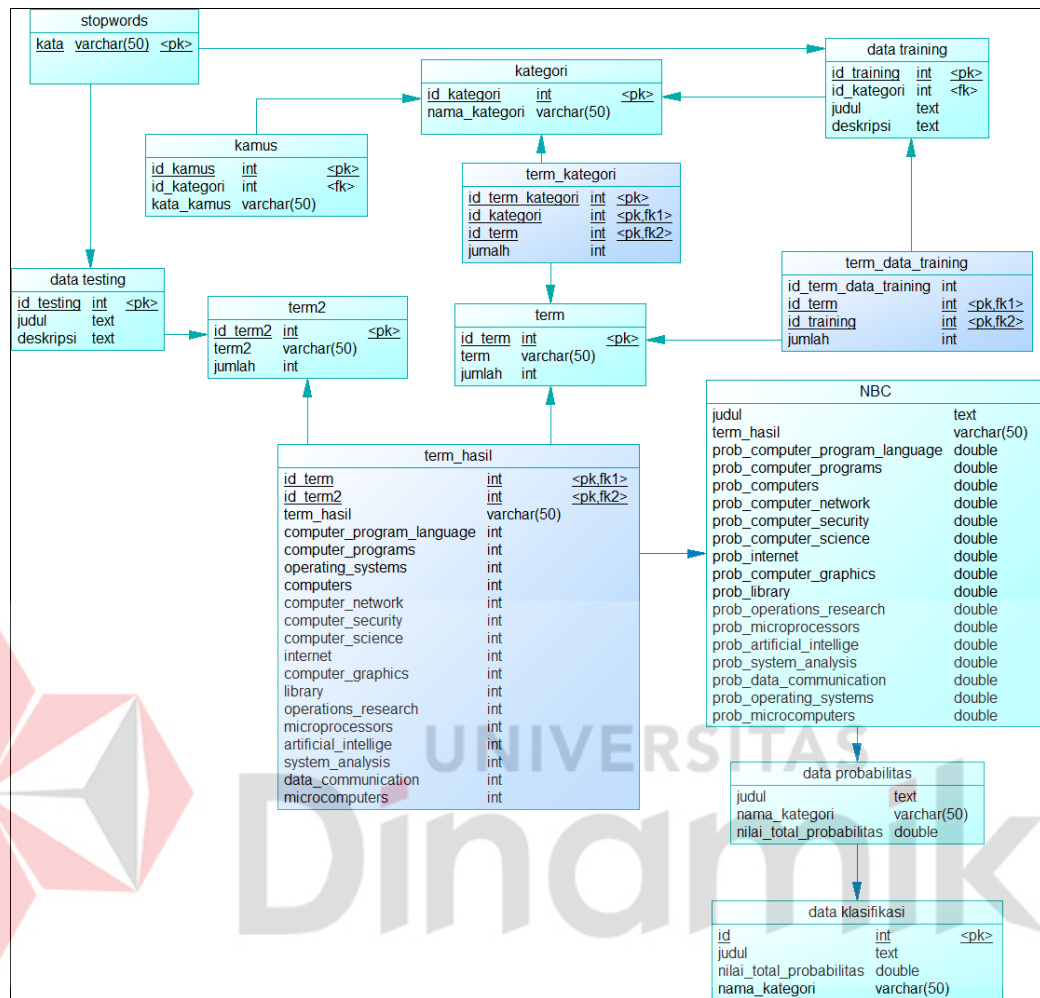 stopwords
kata varchar(50) <pk>
data training
id_training int <pk>
id_kategori int <fk>
judul text
deskripsi text
kategori
id_kategori int <pk>
nama_kategori varchar(50)
kamus
id_kamus int <pk>
id_kategori int <fk>
kata_kamus varchar(50)
term_kategori
id_term_kategori int <pk>
id_kategori int <pk,fk1>
id_term int <pk,fk2>
jumalh int
term_data_training
id_term_data_training int
id_term int <pk,fk1>
id_training int <pk,fk2>
jumlah int
data testing
id_testing int <pk>
judul text
deskripsi text
term2
id_term2 int <pk>
term2 varchar(50)
jumlah int
term
id_term int <pk>
term varchar(50)
jumlah int
NBC
judul text
term_hasil varchar(50)
prob_computer_program_language double
prob_computer_programs double
prob_computers double
prob_computer_network double
prob_computer_security double
prob_computer_science double
prob_internet double
prob_computer_graphics double
prob_library double
prob_operations_research double
prob_microprocessors double
prob_artificial_intellige double
prob_system_analysis double
prob_data_communication double
prob_operating_systems double
prob_microcomputers double
term_hasil
id_term int <pk,fk1>
id_term2 int <pk,fk2>
term_hasil varchar(50)
computer_program_language int
computer_programs int
operating_systems int
computers int
computer_network int
computer_security int
computer_science int
internet int
computer_graphics int
library int
operations_research int
microprocessors int
artificial_intellige int
system_analysis int
data_communication int
microcomputers int
UNIVERSITAS
Dinamik
data probabilitas
judul text
nama_kategori varchar(50)
nilai_total_probabilitas double
data klasifikasi
id int <pk>
judul text
nilai_total_probabilitas double
nama_kategori varchar(50)